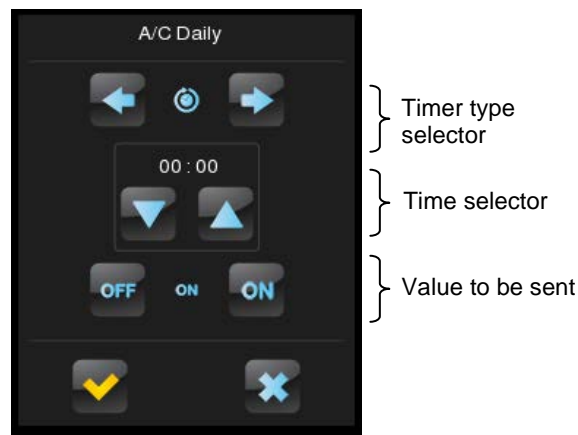 A/C Daily
Timer type
selector
00 : 00
Time selector
OFF ON ON
Value to be sent